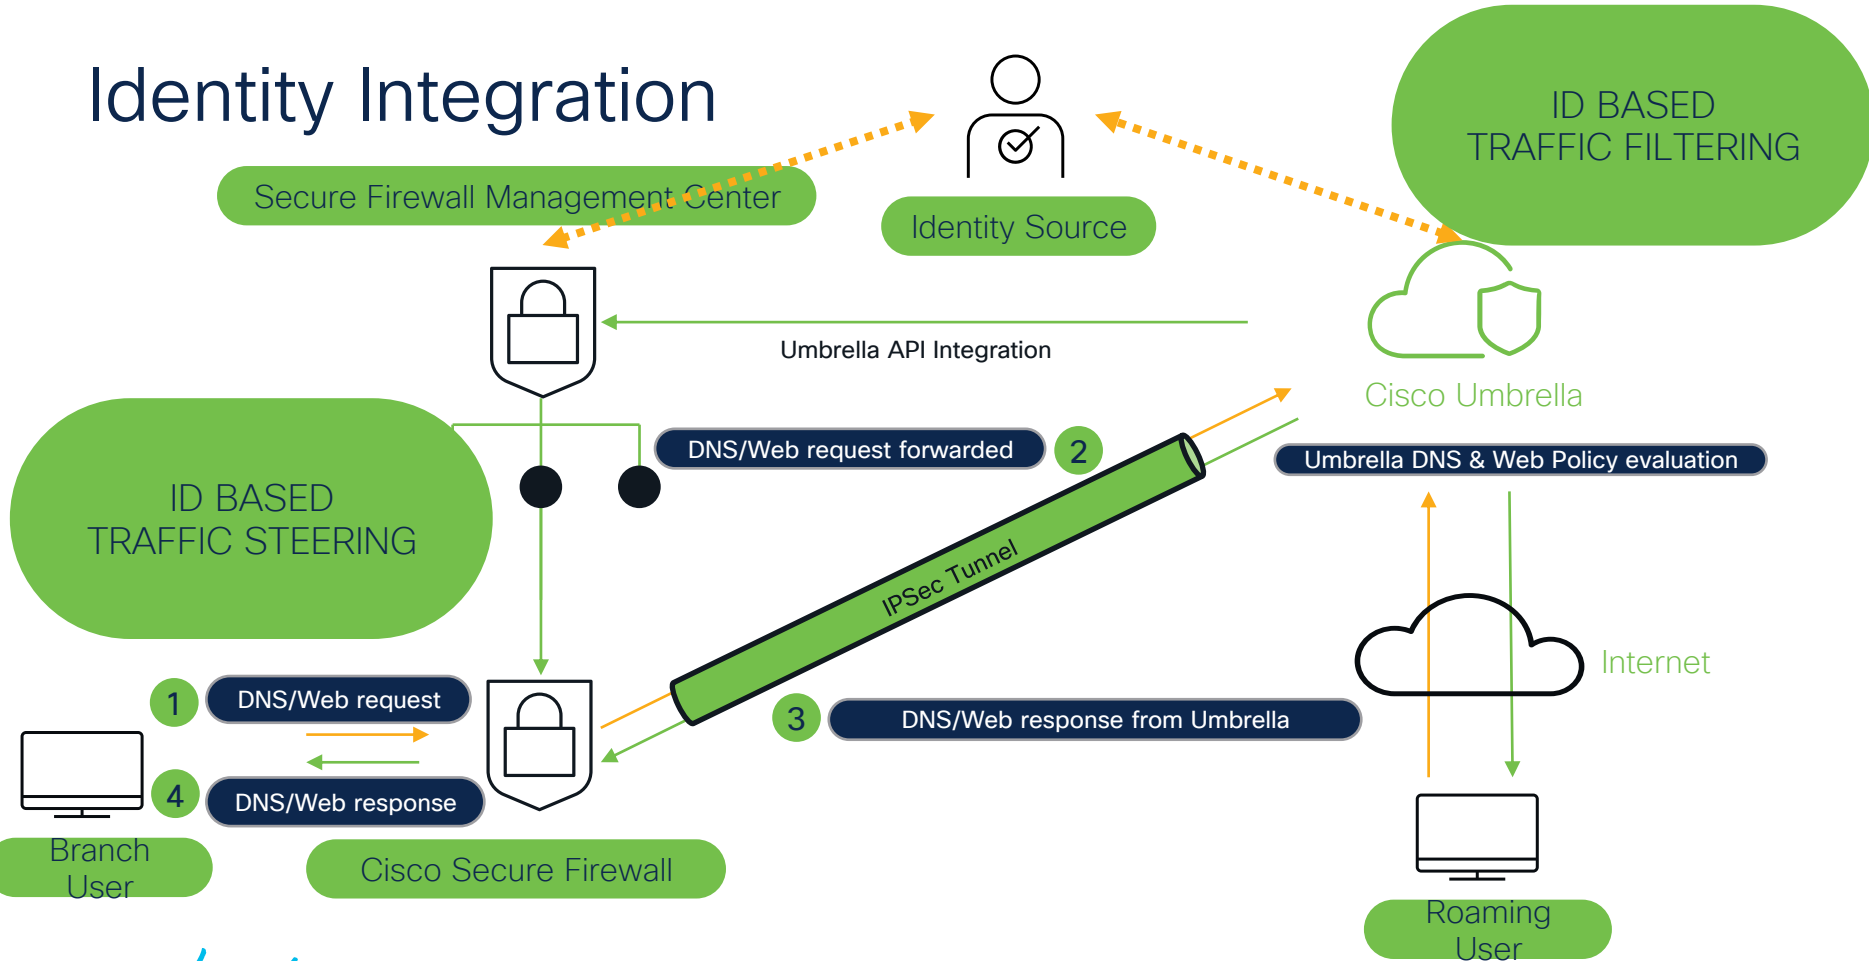 Identity Integration
ID BASED
TRAFFIC FILTERING
Secure Firewall Management Center
Identity Source
Umbrella API Integration
Cisco Umbrella
DNS/Web request forwarded
2
Umbrella DNS & Web Policy evaluation
ID BASED
TRAFFIC STEERING
IPSec Tunnel
Internet
1
DNS/Web request
3
DNS/Web response from Umbrella
4
DNS/Web response
Branch
User
Cisco Secure Firewall
Roaming
User